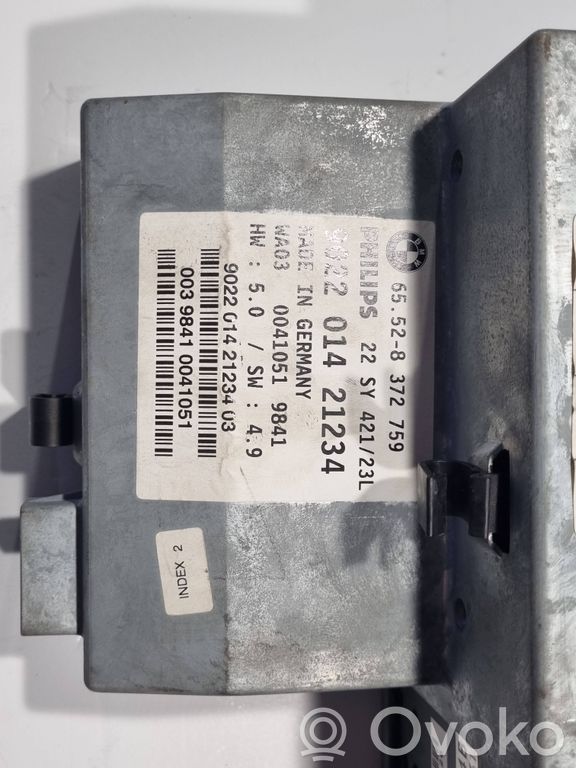 BMW
65.52-8 372 759
PHILIPS 22 SY 421/23L
9022 014 21234
MADE IN GERMANY
WA03 0041051 9841
HW : 5.0 / SW : 4.9
9022 014 21234 03
003 9841 0041051
INDEX 2
Ovoko